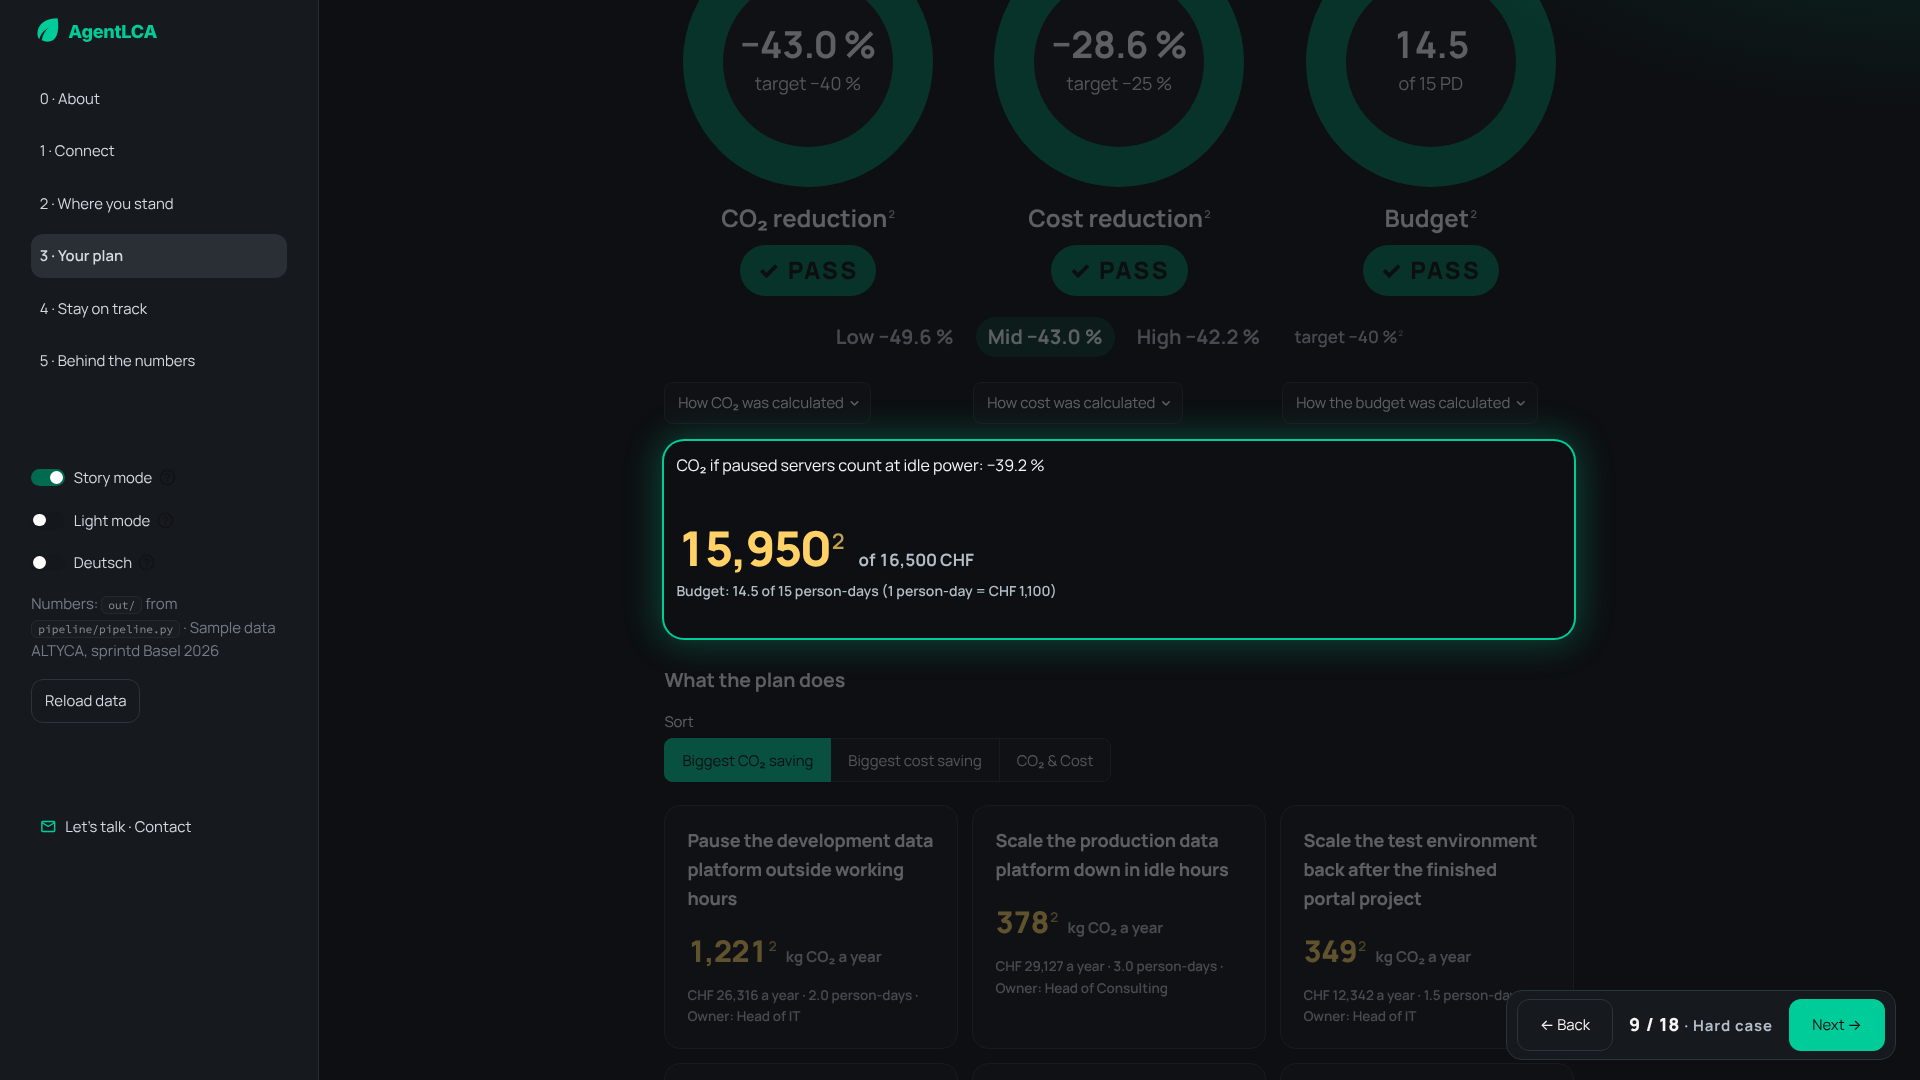 AgentLCA
0 · About
1 · Connect
2 · Where you stand
3 · Your plan
4 · Stay on track
5 · Behind the numbers
Story mode
Light mode
Deutsch
Numbers: out/ from
pipeline/pipeline.py · Sample data
ALTYCA, sprintd Basel 2026
Reload data
Let's talk · Contact
−43.0 %
target −40 %
−28.6 %
target −25 %
14.5
of 15 PD
CO₂ reduction²
Cost reduction²
Budget²
✓ PASS
✓ PASS
✓ PASS
Low −49.6 %
Mid −43.0 %
High −42.2 %
target −40 %²
How CO₂ was calculated
How cost was calculated
How the budget was calculated
CO₂ if paused servers count at idle power: −39.2 %
15,950² of 16,500 CHF
Budget: 14.5 of 15 person-days (1 person-day = CHF 1,100)
What the plan does
Sort
Biggest CO₂ saving
Biggest cost saving
CO₂ & Cost
Pause the development data
platform outside working
hours
1,221² kg CO₂ a year
CHF 26,316 a year · 2.0 person-days ·
Owner: Head of IT
Scale the production data
platform down in idle hours
378² kg CO₂ a year
CHF 29,127 a year · 3.0 person-days ·
Owner: Head of Consulting
Scale the test environment
back after the finished
portal project
349² kg CO₂ a year
CHF 12,342 a year · 1.5
Owner: Head of IT
← Back
9 / 18 · Hard case
Next →